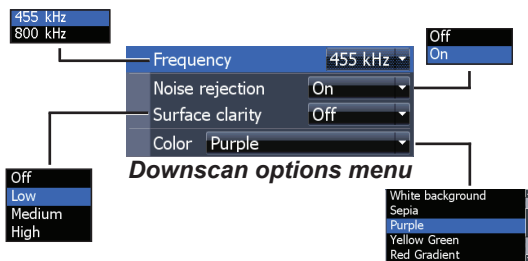 455 kHz
800 kHz
Off
On
Frequency 455 kHz
Noise rejection On
Surface clarity Off
Color Purple
Downscan options menu
Off
Low
Medium
High
White background
Sepia
Purple
Yellow Green
Red Gradient